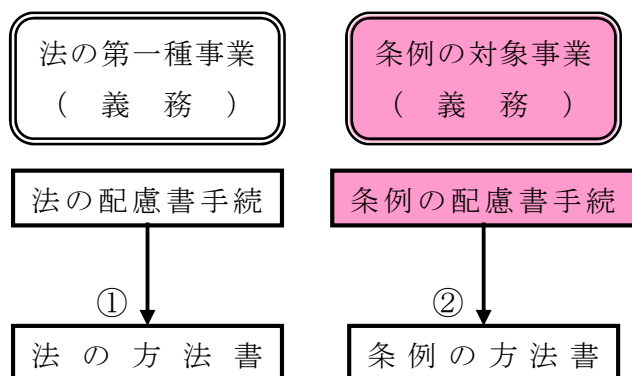 法の第一種事業
(義務)
条例の対象事業
(義務)
法の配慮書手続
条例の配慮書手続
①
②
法の方法書
条例の方法書